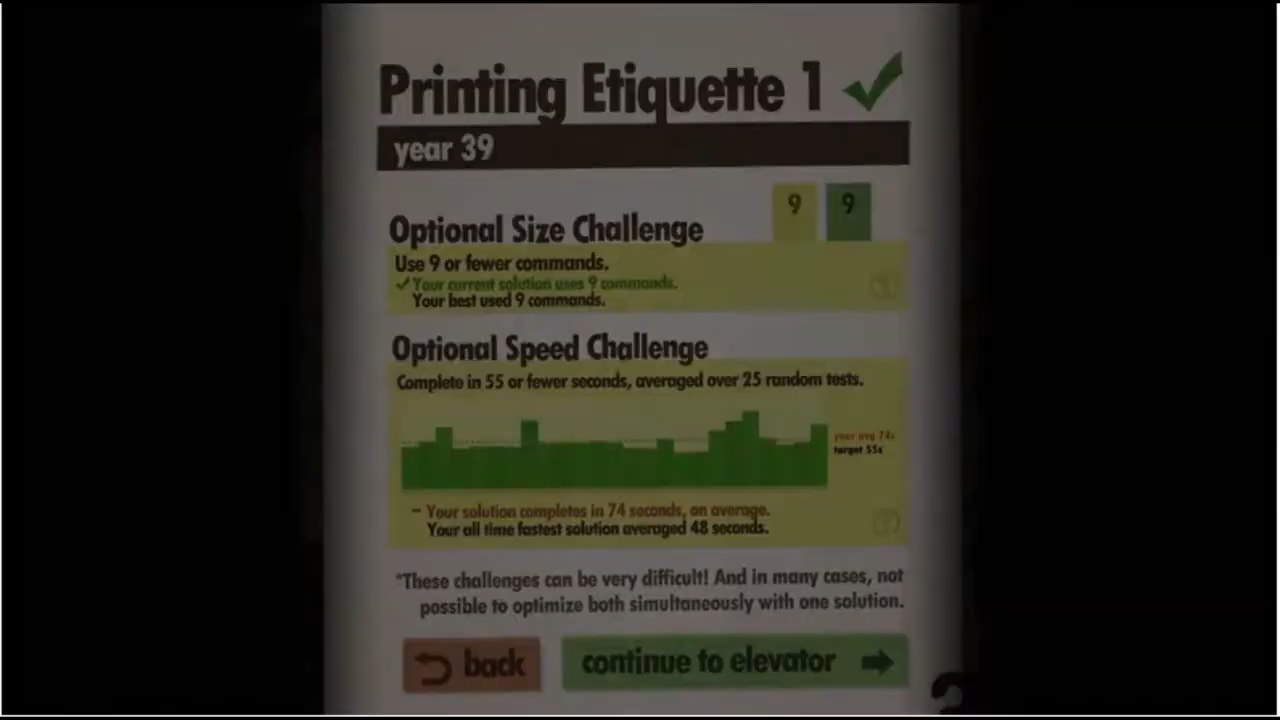 Printing Etiquette 1
year 39
9 9
Optional Size Challenge
Use 9 or fewer commands.
Your current solution uses 9 commands.
Your best used 9 commands.
Optional Speed Challenge
Complete in 55 or fewer seconds, averaged over 25 random tests.
your avg 74s
target 55s
- Your solution completes in 74 seconds, on average.
Your all time fastest solution averaged 48 seconds.
*These challenges can be very difficult! And in many cases, not
possible to optimize both simultaneously with one solution.
back
continue to elevator